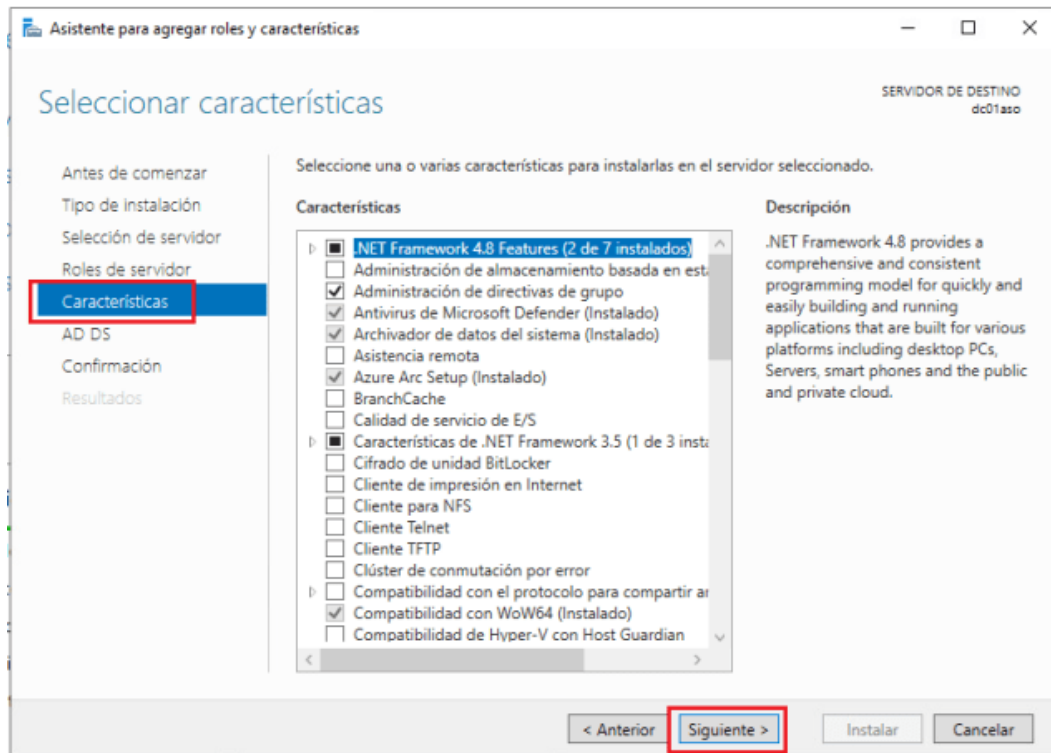 Asistente para agregar roles y características
Seleccionar características
SERVIDOR DE DESTINO
dc01aso
Antes de comenzar
Tipo de instalación
Selección de servidor
Roles de servidor
Características
AD DS
Confirmación
Resultados
Seleccione una o varias características para instalarlas en el servidor seleccionado.
Características
.NET Framework 4.8 Features (2 de 7 instalados)
Administración de almacenamiento basada en está
Administración de directivas de grupo
Antivirus de Microsoft Defender (Instalado)
Archivador de datos del sistema (Instalado)
Asistencia remota
Azure Arc Setup (Instalado)
BranchCache
Calidad de servicio de E/S
Características de .NET Framework 3.5 (1 de 3 insta
Cifrado de unidad BitLocker
Cliente de impresión en Internet
Cliente para NFS
Cliente Telnet
Cliente TFTP
Clúster de conmutación por error
Compatibilidad con el protocolo para compartir ar
Compatibilidad con WoW64 (Instalado)
Compatibilidad de Hyper-V con Host Guardian
Descripción
.NET Framework 4.8 provides a
comprehensive and consistent
programming model for quickly and
easily building and running
applications that are built for various
platforms including desktop PCs,
Servers, smart phones and the public
and private cloud.
< Anterior
Siguiente >
Instalar
Cancelar